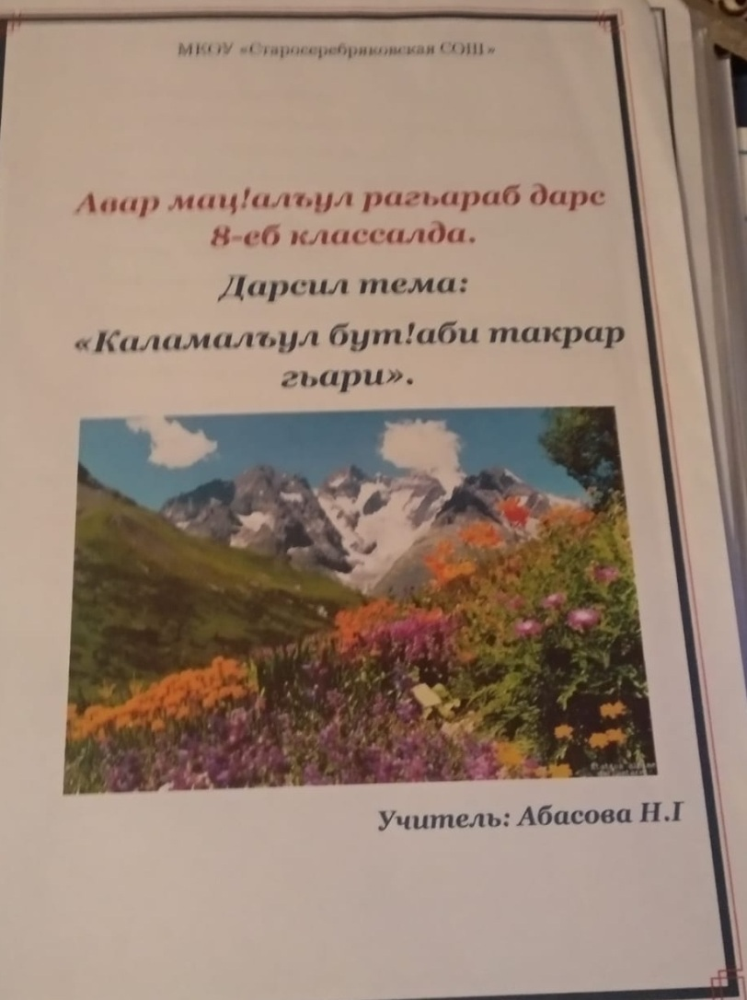 МКОУ «Старосеребряковская СОШ»
Авар мац!алъул рагьараб дарс
8-еб классалда.
Дарсил тема:
«Каламалъул бут!аби такрар
гьари».
Учитель: Абасова Н.Г